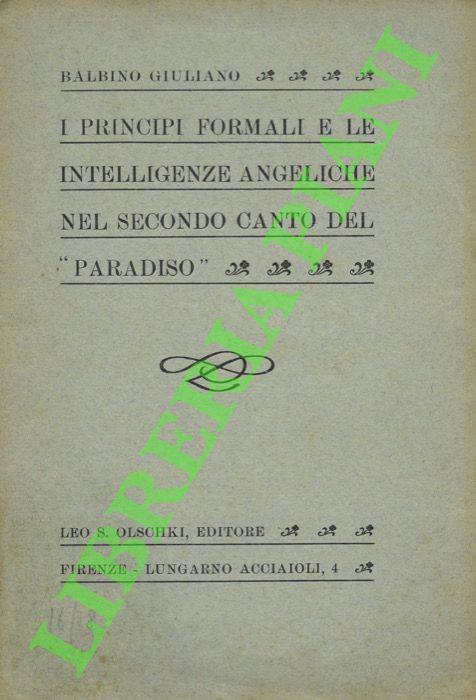 BALBINO GIULIANO
I PRINCIPI FORMALI E LE
INTELLIGENZE ANGELICHE
NEL SECONDO CANTO DEL
“PARADISO”
LEO S. OLSCHKI, EDITORE
FIRENZE - LUNGARNO ACCIAIOLI, 4
LIBRERIA PIANI